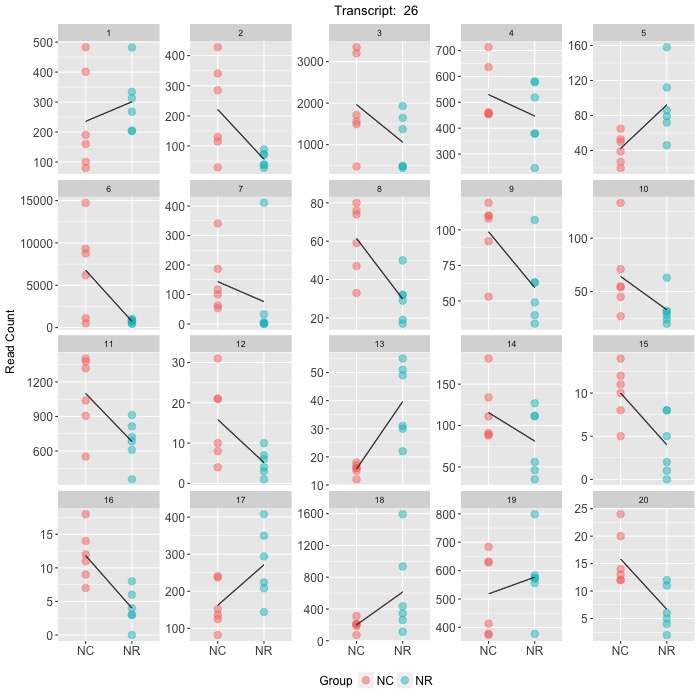 Transcript: 26
1 2 3 4 5
500 400 300 200 100
400 300 200 100
3000 2000 1000
700 600 500 400 300
160 120 80 40
6 7 8 9 10
15000 10000 5000 0
400 300 200 100 0
80 60 40 20
100 75 50
100 50
Read Count
11 12 13 14 15
1200 900 600
30 20 10 0
50 40 30 20 10
150 100 50
10 5 0
16 17 18 19 20
15 10 5 0
400 300 200 100
1600 1200 800 400 0
800 700 600 500 400
25 20 15 10 5
NC NR NC NR NC NR NC NR NC NR
Group NC NR